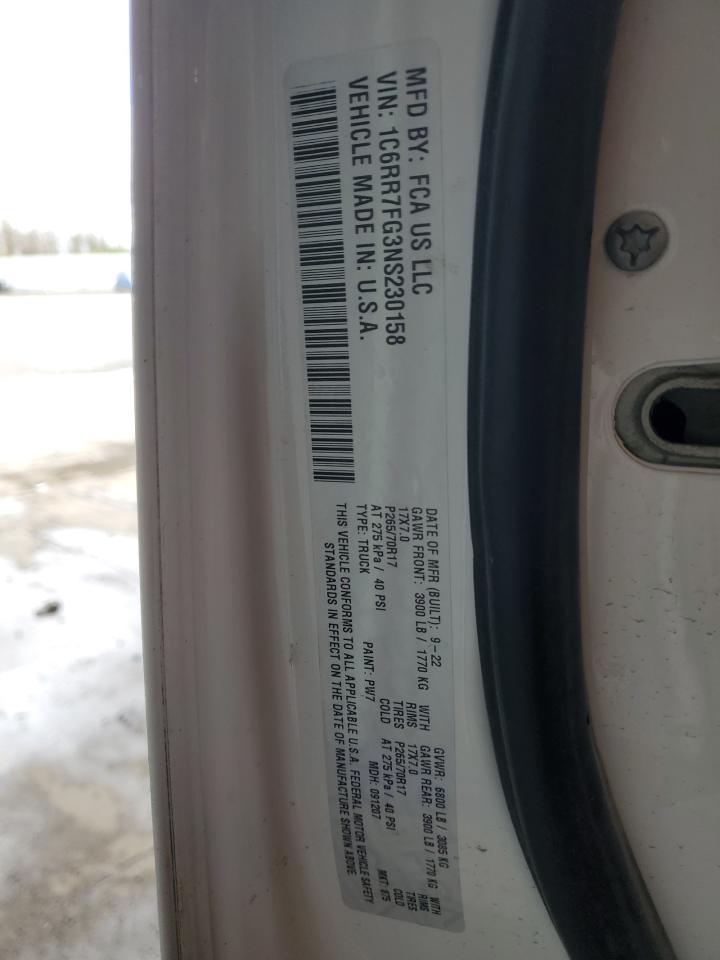 MFD BY: FCA US LLC
VIN: 1C6RR7FG3NS230158
VEHICLE MADE IN: U.S.A.
DATE OF MFR (BUILT): 9-22 GVWR: 6800 LB / 3085 KG
GAWR FRONT: 3900 LB / 1770 KG WITH GAWR REAR: 3900 LB / 1770 KG WITH
17X7.0 RIMS 17X7.0 RIMS
P265/70R17 TIRES P265/70R17 TIRES
AT 275 kPa / 40 PSI COLD AT 275 kPa / 40 PSI COLD
TYPE: TRUCK PAINT: PW7 MDH: 091207 MKT: 875
THIS VEHICLE CONFORMS TO ALL APPLICABLE U.S.A. FEDERAL MOTOR VEHICLE SAFETY
STANDARDS IN EFFECT ON THE DATE OF MANUFACTURE SHOWN ABOVE.